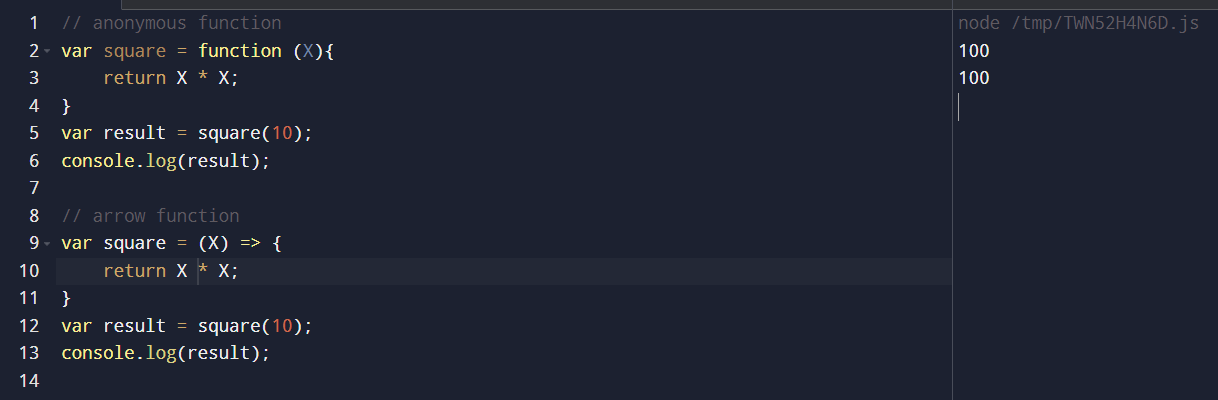 1 // anonymous function
2 var square = function (X){
3     return X * X;
4 }
5 var result = square(10);
6 console.log(result);
7
8 // arrow function
9 var square = (X) => {
10     return X * X;
11 }
12 var result = square(10);
13 console.log(result);
14
node /tmp/TWN52H4N6D.js
100
100